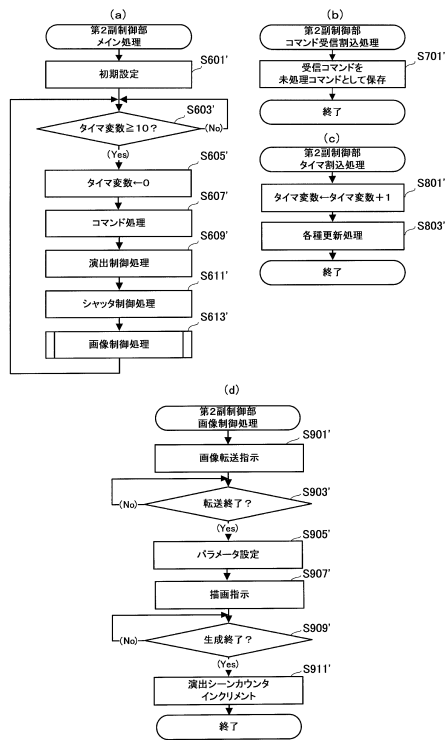 (a)
第2副制御部
メイン処理
S601'
初期設定
S603'
タイマ変数≧10?
(No)
(Yes)
S605'
タイマ変数←0
S607'
コマンド処理
S609'
演出制御処理
S611'
シャッタ制御処理
S613'
画像制御処理
(b)
第2副制御部
コマンド受信割込処理
S701'
受信コマンドを
未処理コマンドとして保存
終了
(c)
第2副制御部
タイマ割込処理
S801'
タイマ変数←タイマ変数+1
S803'
各種更新処理
終了
(d)
第2副制御部
画像制御処理
S901'
画像転送指示
S903'
転送終了?
(No)
(Yes)
S905'
パラメータ設定
S907'
描画指示
S909'
生成終了?
(No)
(Yes)
S911'
演出シーンカウンタ
インクリメント
終了